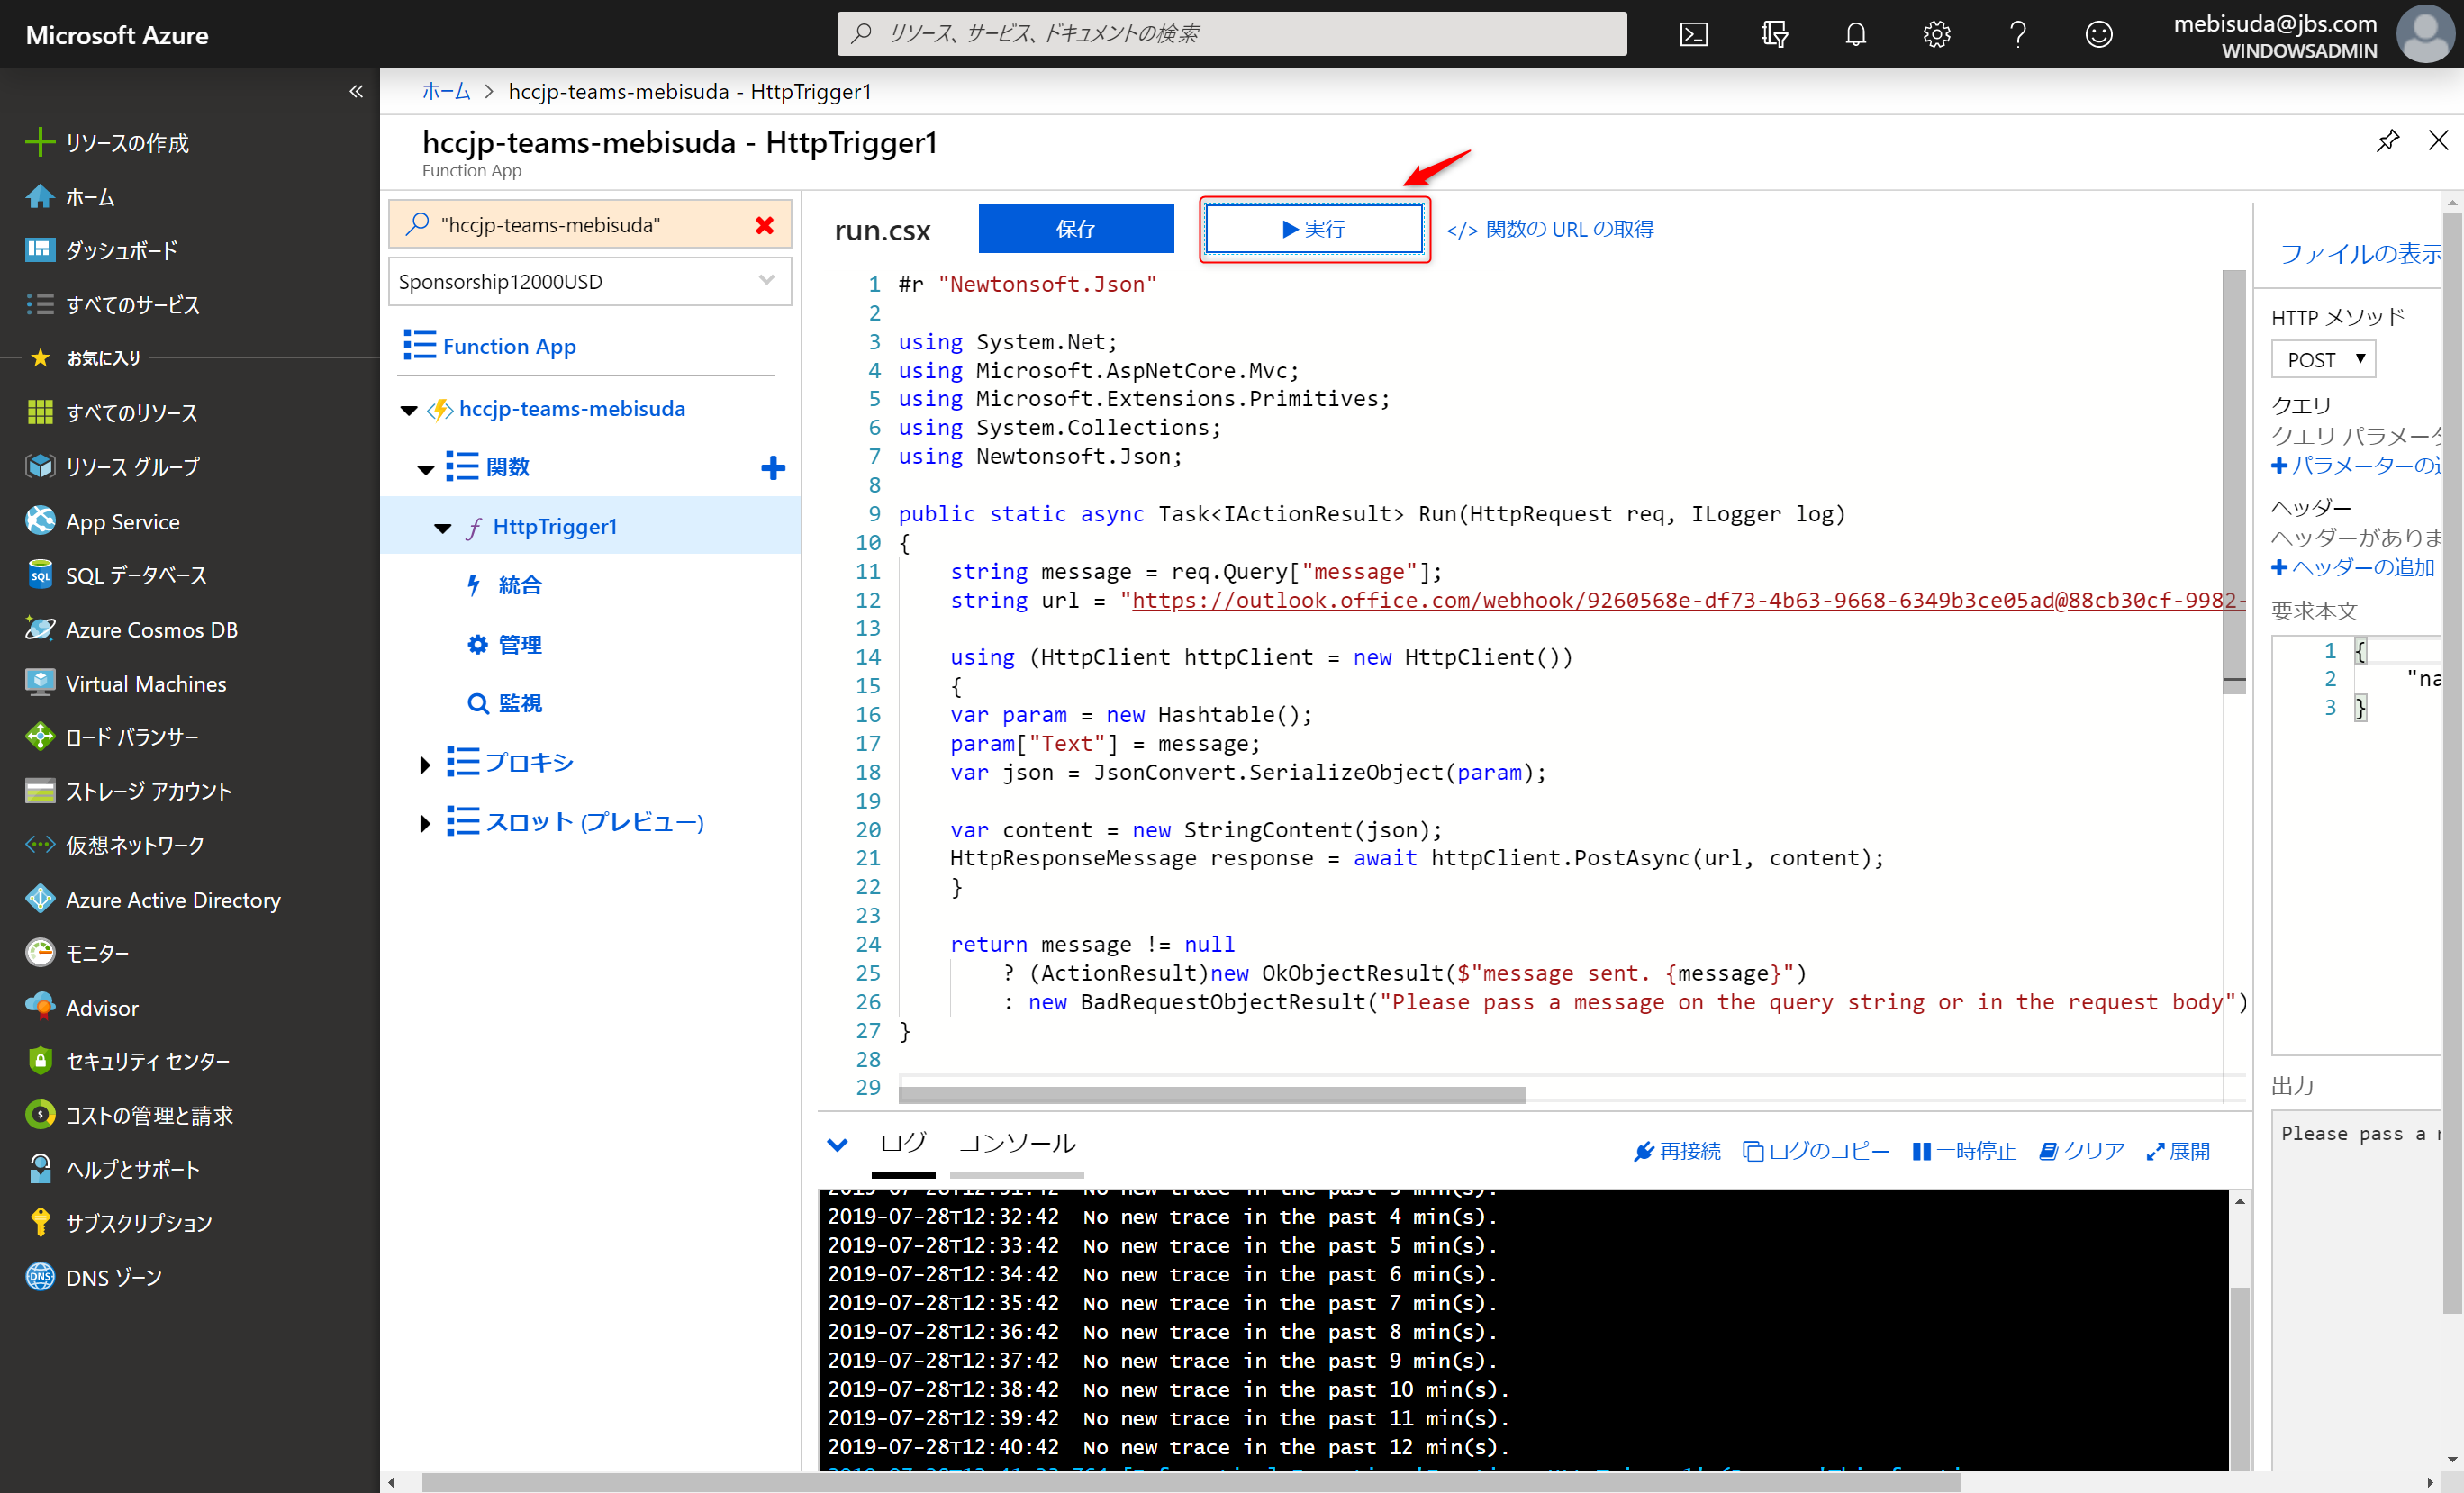 Microsoft Azure
リソース、サービス、ドキュメントの検索
mebisuda@jbs.com
WINDOWSADMIN
«
リソースの作成
ホーム
ダッシュボード
すべてのサービス
お気に入り
すべてのリソース
リソース グループ
App Service
SQL データベース
Azure Cosmos DB
Virtual Machines
ロード バランサー
ストレージ アカウント
仮想ネットワーク
Azure Active Directory
モニター
Advisor
セキュリティ センター
コストの管理と請求
ヘルプとサポート
サブスクリプション
DNS ゾーン
ホーム > hccjp-teams-mebisuda - HttpTrigger1
hccjp-teams-mebisuda - HttpTrigger1
Function App
"hccjp-teams-mebisuda"
Sponsorship12000USD
Function App
hccjp-teams-mebisuda
関数
HttpTrigger1
統合
管理
監視
プロキシ
スロット (プレビュー)
run.csx
保存
実行
</> 関数の URL の取得
1 #r "Newtonsoft.Json"
2
3 using System.Net;
4 using Microsoft.AspNetCore.Mvc;
5 using Microsoft.Extensions.Primitives;
6 using System.Collections;
7 using Newtonsoft.Json;
8
9 public static async Task<IActionResult> Run(HttpRequest req, ILogger log)
10 {
11 string message = req.Query["message"];
12 string url = "https://outlook.office.com/webhook/9260568e-df73-4b63-9668-6349b3ce05ad@88cb30cf-9982-
13
14 using (HttpClient httpClient = new HttpClient())
15 {
16 var param = new Hashtable();
17 param["Text"] = message;
18 var json = JsonConvert.SerializeObject(param);
19
20 var content = new StringContent(json);
21 HttpResponseMessage response = await httpClient.PostAsync(url, content);
22 }
23
24 return message != null
25 ? (ActionResult)new OkObjectResult($"message sent. {message}")
26 : new BadRequestObjectResult("Please pass a message on the query string or in the request body")
27 }
28
29
ログ
コンソール
再接続
ログのコピー
一時停止
クリア
展開
2019-07-28T12:32:42 No new trace in the past 4 min(s).
2019-07-28T12:33:42 No new trace in the past 5 min(s).
2019-07-28T12:34:42 No new trace in the past 6 min(s).
2019-07-28T12:35:42 No new trace in the past 7 min(s).
2019-07-28T12:36:42 No new trace in the past 8 min(s).
2019-07-28T12:37:42 No new trace in the past 9 min(s).
2019-07-28T12:38:42 No new trace in the past 10 min(s).
2019-07-28T12:39:42 No new trace in the past 11 min(s).
2019-07-28T12:40:42 No new trace in the past 12 min(s).
ファイルの表示
HTTP メソッド
POST
クエリ
クエリ パラメー
パラメーターの
ヘッダー
ヘッダーがありま
ヘッダーの追加
要求本文
1 {
2 "na
3 }
出力
Please pass a